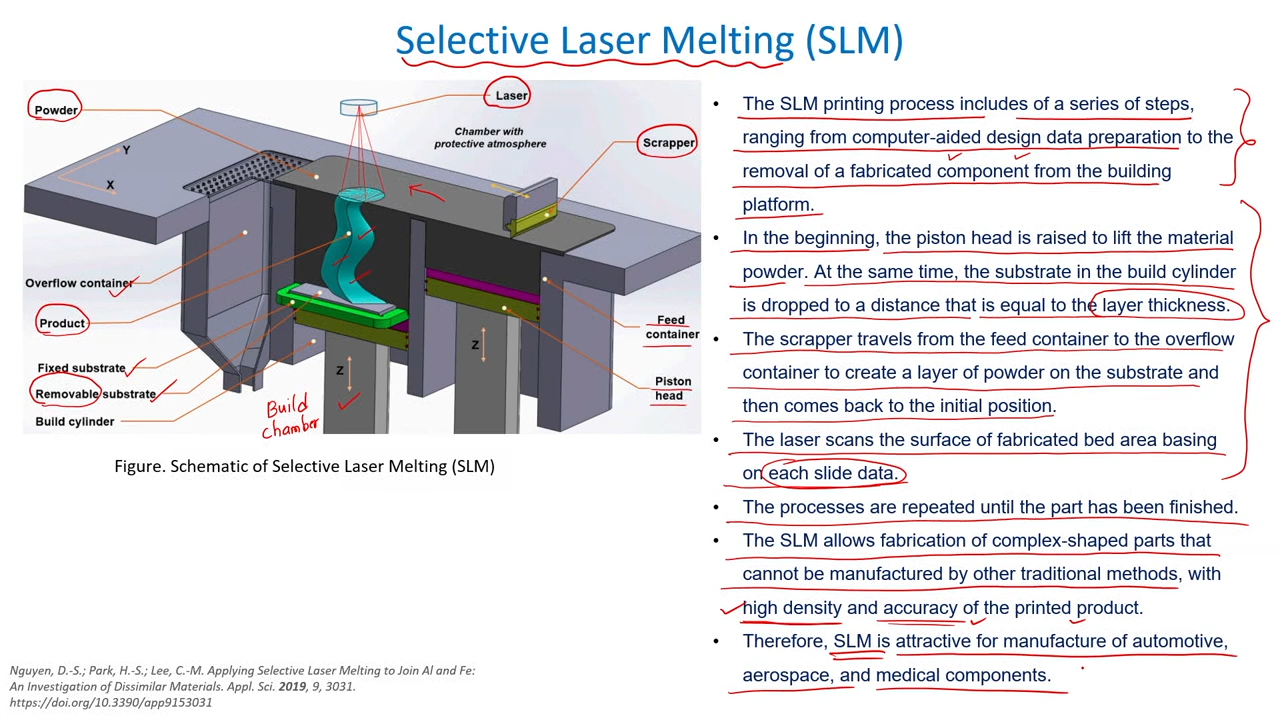 Selective Laser Melting (SLM)
Powder
Laser
Chamber with
protective atmosphere
Scrapper
Y
X
Overflow container
Product
Fixed substrate
Removable substrate
Build cylinder
Z
Z
Feed
container
Piston
head
Build
chamber
Figure. Schematic of Selective Laser Melting (SLM)
• The SLM printing process includes of a series of steps,
ranging from computer-aided design data preparation to the
removal of a fabricated component from the building
platform.
• In the beginning, the piston head is raised to lift the material
powder. At the same time, the substrate in the build cylinder
is dropped to a distance that is equal to the layer thickness.
• The scrapper travels from the feed container to the overflow
container to create a layer of powder on the substrate and
then comes back to the initial position.
• The laser scans the surface of fabricated bed area basing
on each slide data.
• The processes are repeated until the part has been finished.
• The SLM allows fabrication of complex-shaped parts that
cannot be manufactured by other traditional methods, with
high density and accuracy of the printed product.
• Therefore, SLM is attractive for manufacture of automotive,
aerospace, and medical components.
Nguyen, D.-S.; Park, H.-S.; Lee, C.-M. Applying Selective Laser Melting to Join Al and Fe:
An Investigation of Dissimilar Materials. Appl. Sci. 2019, 9, 3031.
https://doi.org/10.3390/app9153031